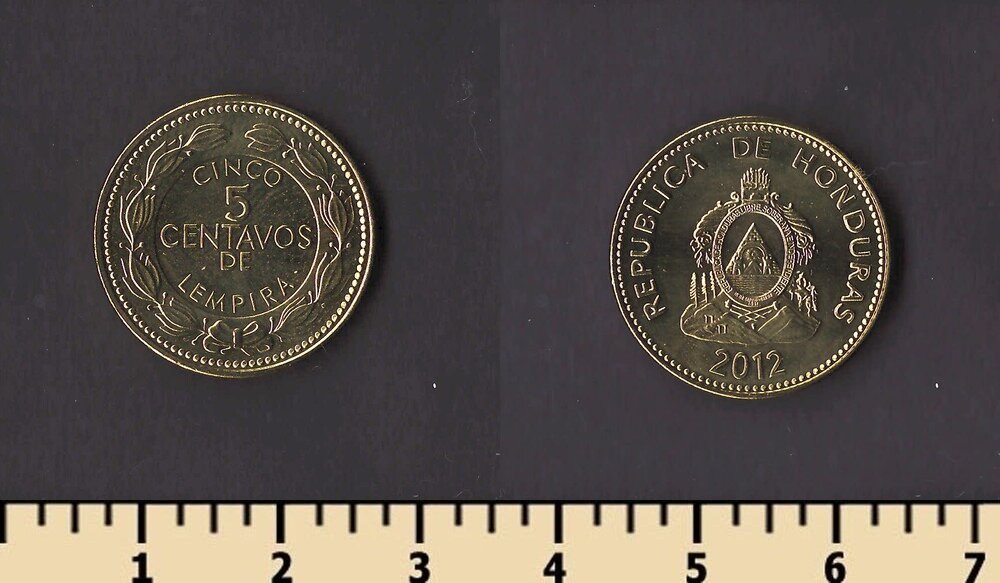 CINCO
5
CENTAVOS
DE
LEMPIRA
REPUBLICA DE HONDURAS
2012
1 2 3 4 5 6 7